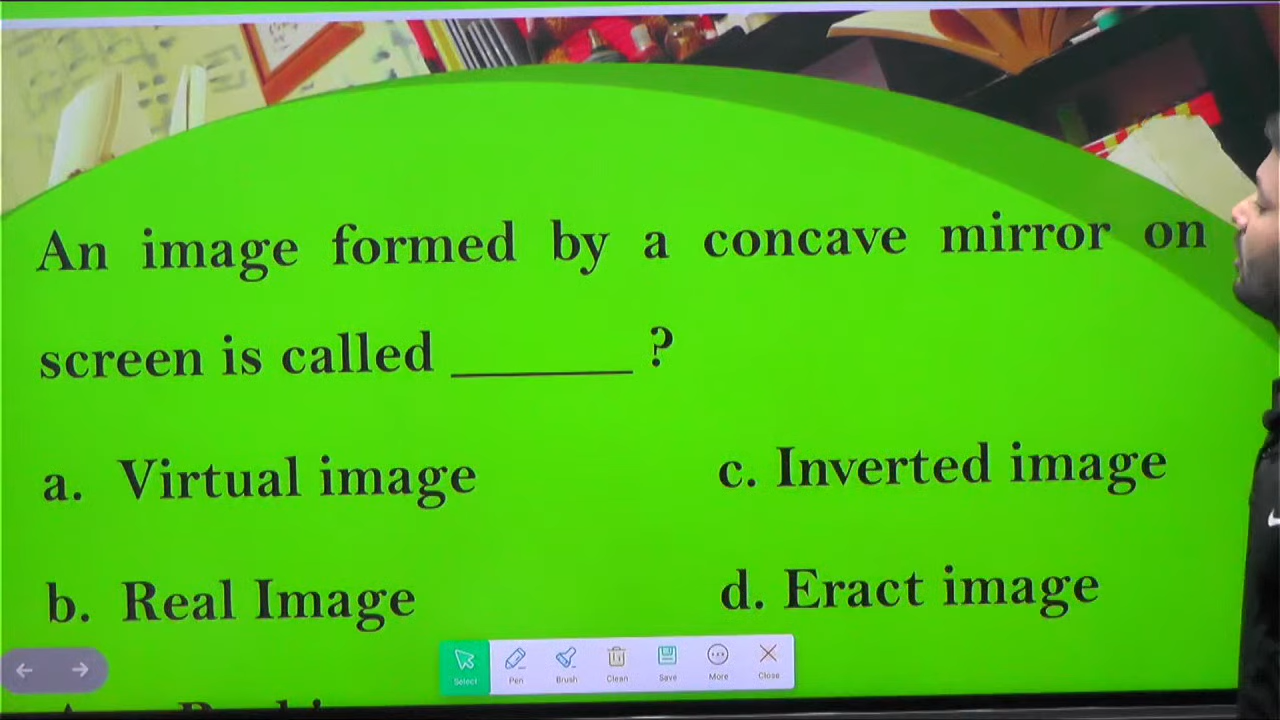 An image formed by a concave mirror on
screen is called ______ ?
a. Virtual image
c. Inverted image
b. Real Image
d. Eract image
Select Pen Brush Clean Save More Close